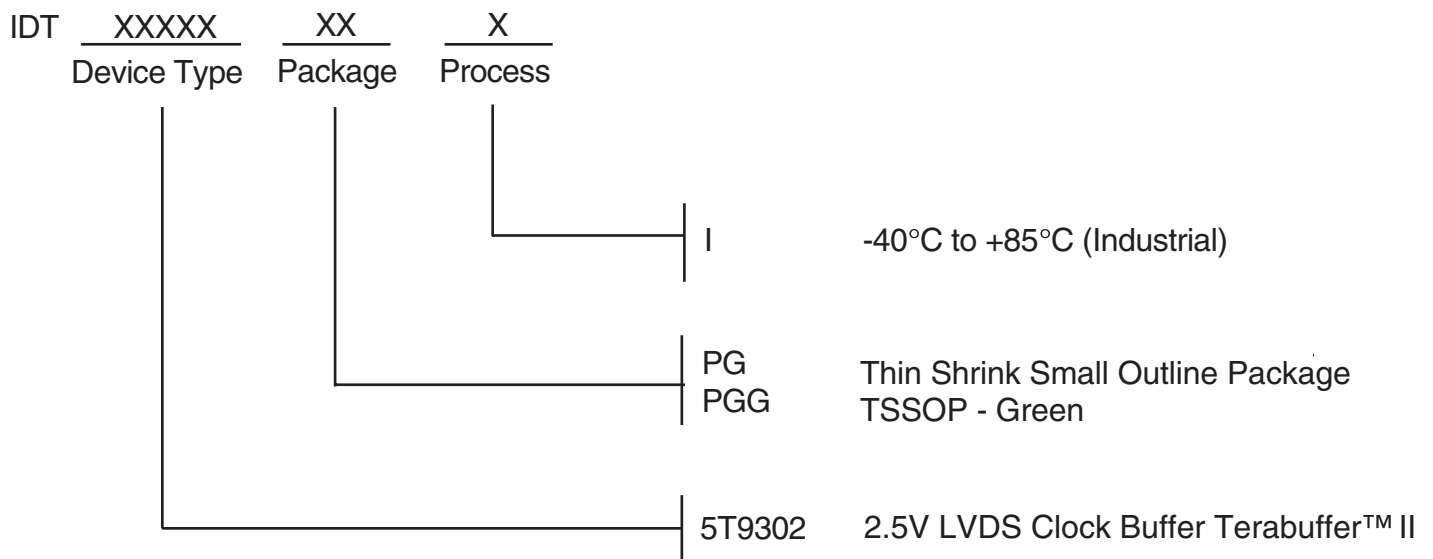 IDT XXXXX XX X
Device Type Package Process
I -40°C to +85°C (Industrial)
PG Thin Shrink Small Outline Package
PGG TSSOP - Green
5T9302 2.5V LVDS Clock Buffer Terabuffer™ II